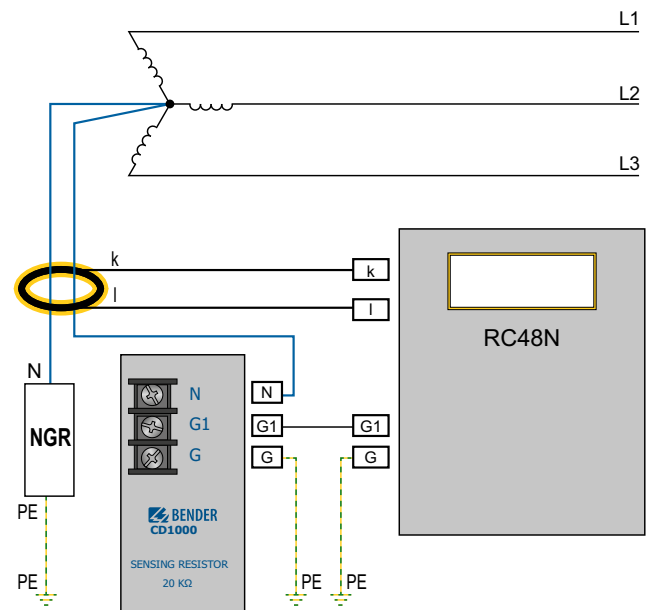 L1
L2
L3
k
k
l
l
RC48N
N
NGR
N
N
G1
G1
G1
G
G
G
BENDER
CD1000
SENSING RESISTOR
20 KΩ
PE
PE
PE
PE